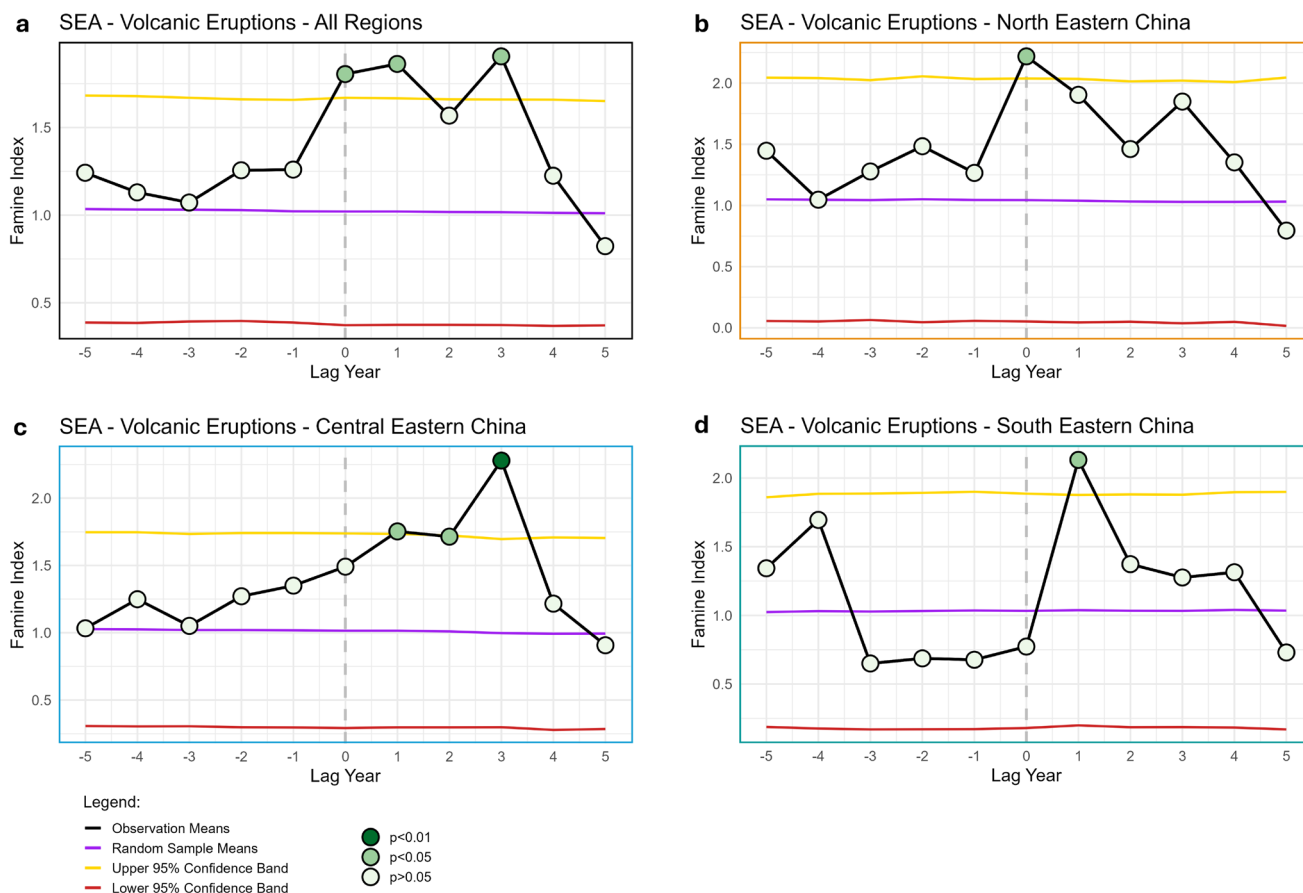 a
SEA - Volcanic Eruptions - All Regions
Famine Index
1.5
1.0
0.5
-5 -4 -3 -2 -1 0 1 2 3 4 5
Lag Year
b
SEA - Volcanic Eruptions - North Eastern China
Famine Index
2.0
1.5
1.0
0.5
0.0
-5 -4 -3 -2 -1 0 1 2 3 4 5
Lag Year
c
SEA - Volcanic Eruptions - Central Eastern China
Famine Index
2.0
1.5
1.0
0.5
-5 -4 -3 -2 -1 0 1 2 3 4 5
Lag Year
d
SEA - Volcanic Eruptions - South Eastern China
Famine Index
2.0
1.5
1.0
0.5
-5 -4 -3 -2 -1 0 1 2 3 4 5
Lag Year
Legend:
Observation Means
Random Sample Means
Upper 95% Confidence Band
Lower 95% Confidence Band
p<0.01
p<0.05
p>0.05